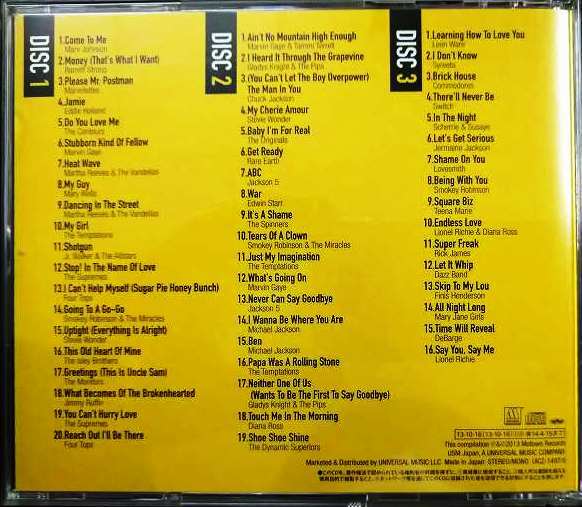 DISC 1
1.Come To Me
Marv Johnson
2.Money (That's What I Want)
Barrett Strong
3.Please Mr. Postman
Marvelettes
4.Jamie
Eddie Holland
5.Do You Love Me
The Contours
6.Stubborn Kind Of Fellow
Marvin Gaye
7.Heat Wave
Martha Reeves & The Vandellas
8.My Guy
Mary Wells
9.Dancing In The Street
Martha Reeves & The Vandellas
10.My Girl
The Temptations
11.Shotgun
Jr. Walker & The Allstars
12.Stop! In The Name Of Love
The Supremes
13.I Can't Help Myself (Sugar Pie Honey Bunch)
Four Tops
14.Going To A Go-Go
Smokey Robinson & The Miracles
15.Uptight (Everything Is Alright)
Stevie Wonder
16.This Old Heart Of Mine
The Isley Brothers
17.Greetings (This Is Uncle Sam)
The Monitors
18.What Becomes Of The Brokenhearted
Jimmy Ruffin
19.You Can't Hurry Love
The Supremes
20.Reach Out I'll Be There
Four Tops
DISC 2
1.Ain't No Mountain High Enough
Marvin Gaye & Tammi Terrell
2.I Heard It Through The Grapevine
Gladys Knight & The Pips
3.(You Can't Let The Boy Overpower)
The Man In You
Chuck Jackson
4.My Cherie Amour
Stevie Wonder
5.Baby I'm For Real
The Originals
6.Get Ready
Rare Earth
7.ABC
Jackson 5
8.War
Edwin Starr
9.It's A Shame
The Spinners
10.Tears Of A Clown
Smokey Robinson & The Miracles
11.Just My Imagination
The Temptations
12.What's Going On
Marvin Gaye
13.Never Can Say Goodbye
Jackson 5
14.I Wanna Be Where You Are
Michael Jackson
15.Ben
Michael Jackson
16.Papa Was A Rolling Stone
The Temptations
17.Neither One Of Us
(Wants To Be The First To Say Goodbye)
Gladys Knight & The Pips
18.Touch Me In The Morning
Diana Ross
19.Shoe Shoe Shine
The Dynamic Superiors
DISC 3
1.Learning How To Love You
Leon Ware
2.I Don't Know
Syreeta
3.Brick House
Commodores
4.There'll Never Be
Switch
5.In The Night
Scherrie & Susaye
6.Let's Get Serious
Jermaine Jackson
7.Shame On You
Lovesmith
8.Being With You
Smokey Robinson
9.Square Biz
Teena Marie
10.Endless Love
Lionel Richie & Diana Ross
11.Super Freak
Rick James
12.Let It Whip
Dazz Band
13.Skip To My Lou
Finis Henderson
14.All Night Long
Mary Jane Girls
15.Time Will Reveal
DeBarge
16.Say You, Say Me
Lionel Richie
This compilation ℗&©2013 Motown Records
USM Japan, A UNIVERSAL MUSIC COMPANY
Marketed & Distributed by UNIVERSAL MUSIC LLC Made in Japan STEREO/MONO